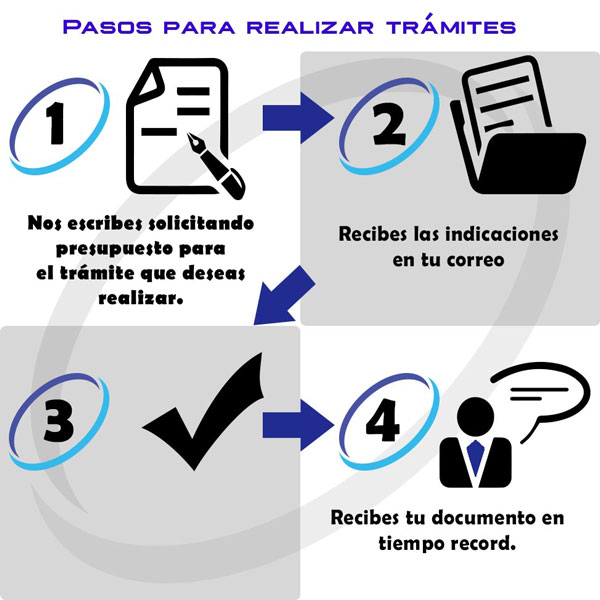 Pasos para realizar trámites
1
Nos escribes solicitando
presupuesto para
el trámite que deseas
realizar.
2
Recibes las indicaciones
en tu correo
3
4
Recibes tu documento en
tiempo record.